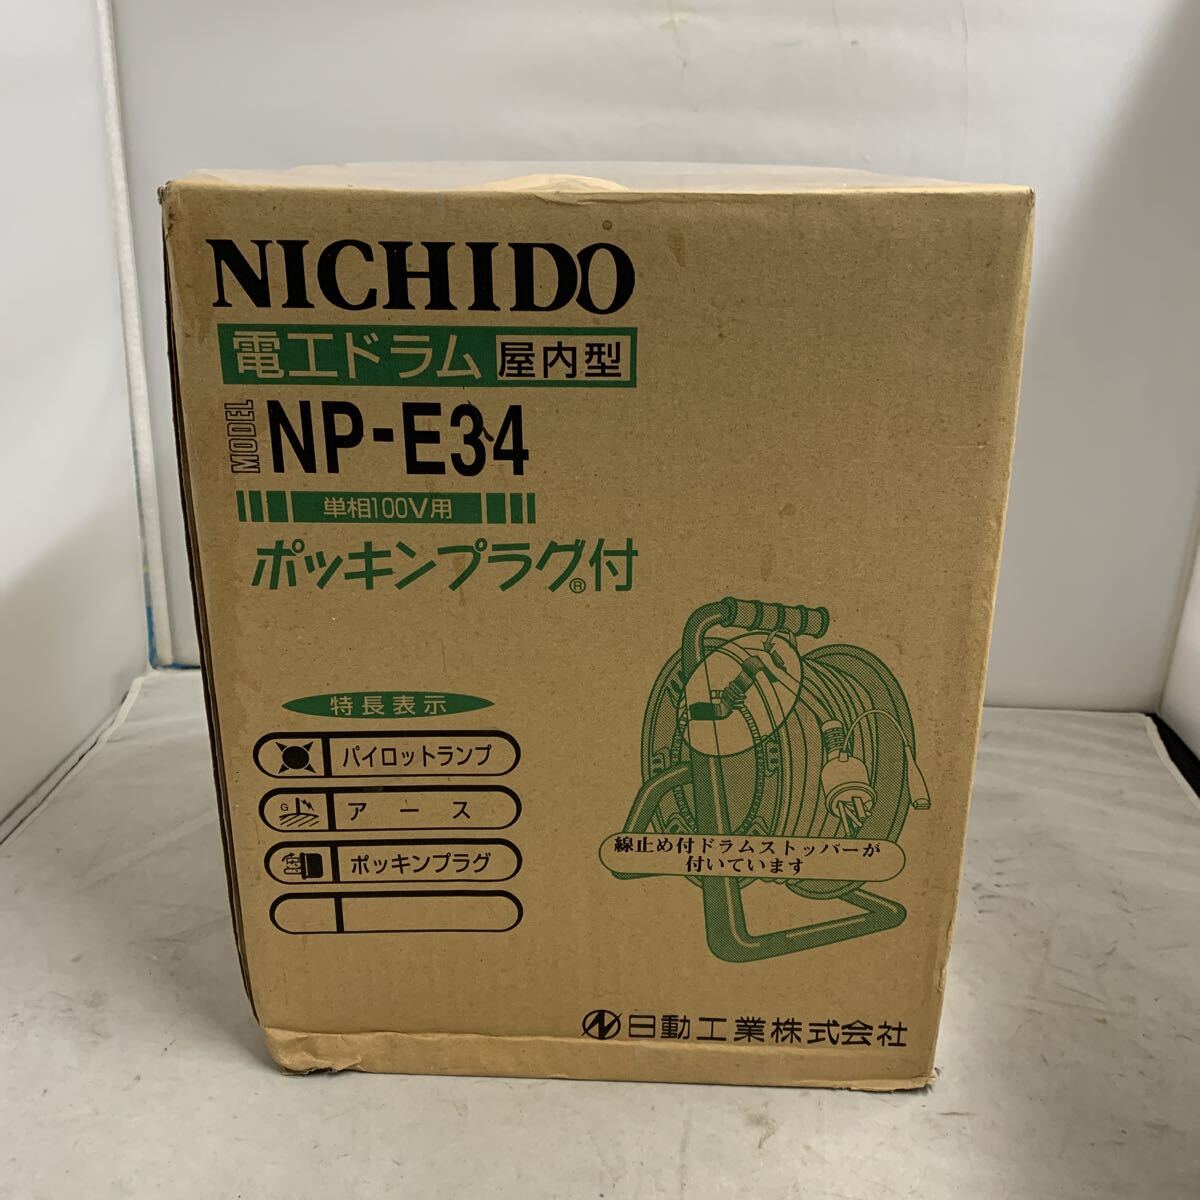 NICHIDO
電工ドラム 屋内型
MODEL NP-E34
単相100V用
ポッキンプラグ®付
特長表示
パイロットランプ
G アース
ポッキンプラグ
線止め付ドラムストッパーが
付いています
日動工業株式会社